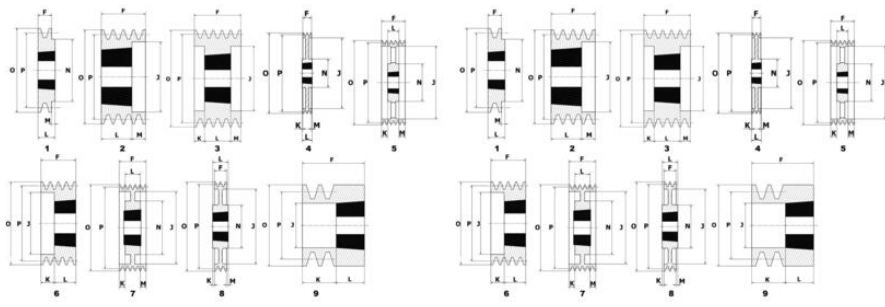 F F F F F F F F F F
L L
O P N O P J O P J O P N J O P N J O P N O P J O P J O P N J O P N J
M
L L M K L M K M K M M L L M K L M K M K M
L L
1 2 3 4 5 1 2 3 4 5
F F L F F F L F
L F L F
O P J O P N J O P N J O P J O P J O P N J O P N J O P J
K L K M K M K L K L K M K M K L
6 7 8 9 6 7 8 9